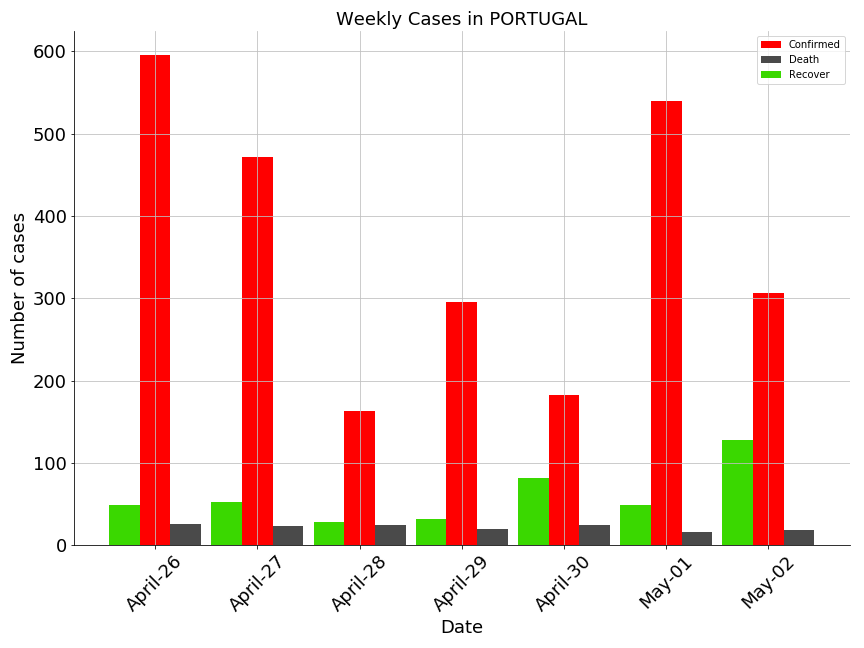 Weekly Cases in PORTUGAL
Confirmed
Death
Recover
Number of cases
600
500
400
300
200
100
0
April-26
April-27
April-28
April-29
April-30
May-01
May-02
Date